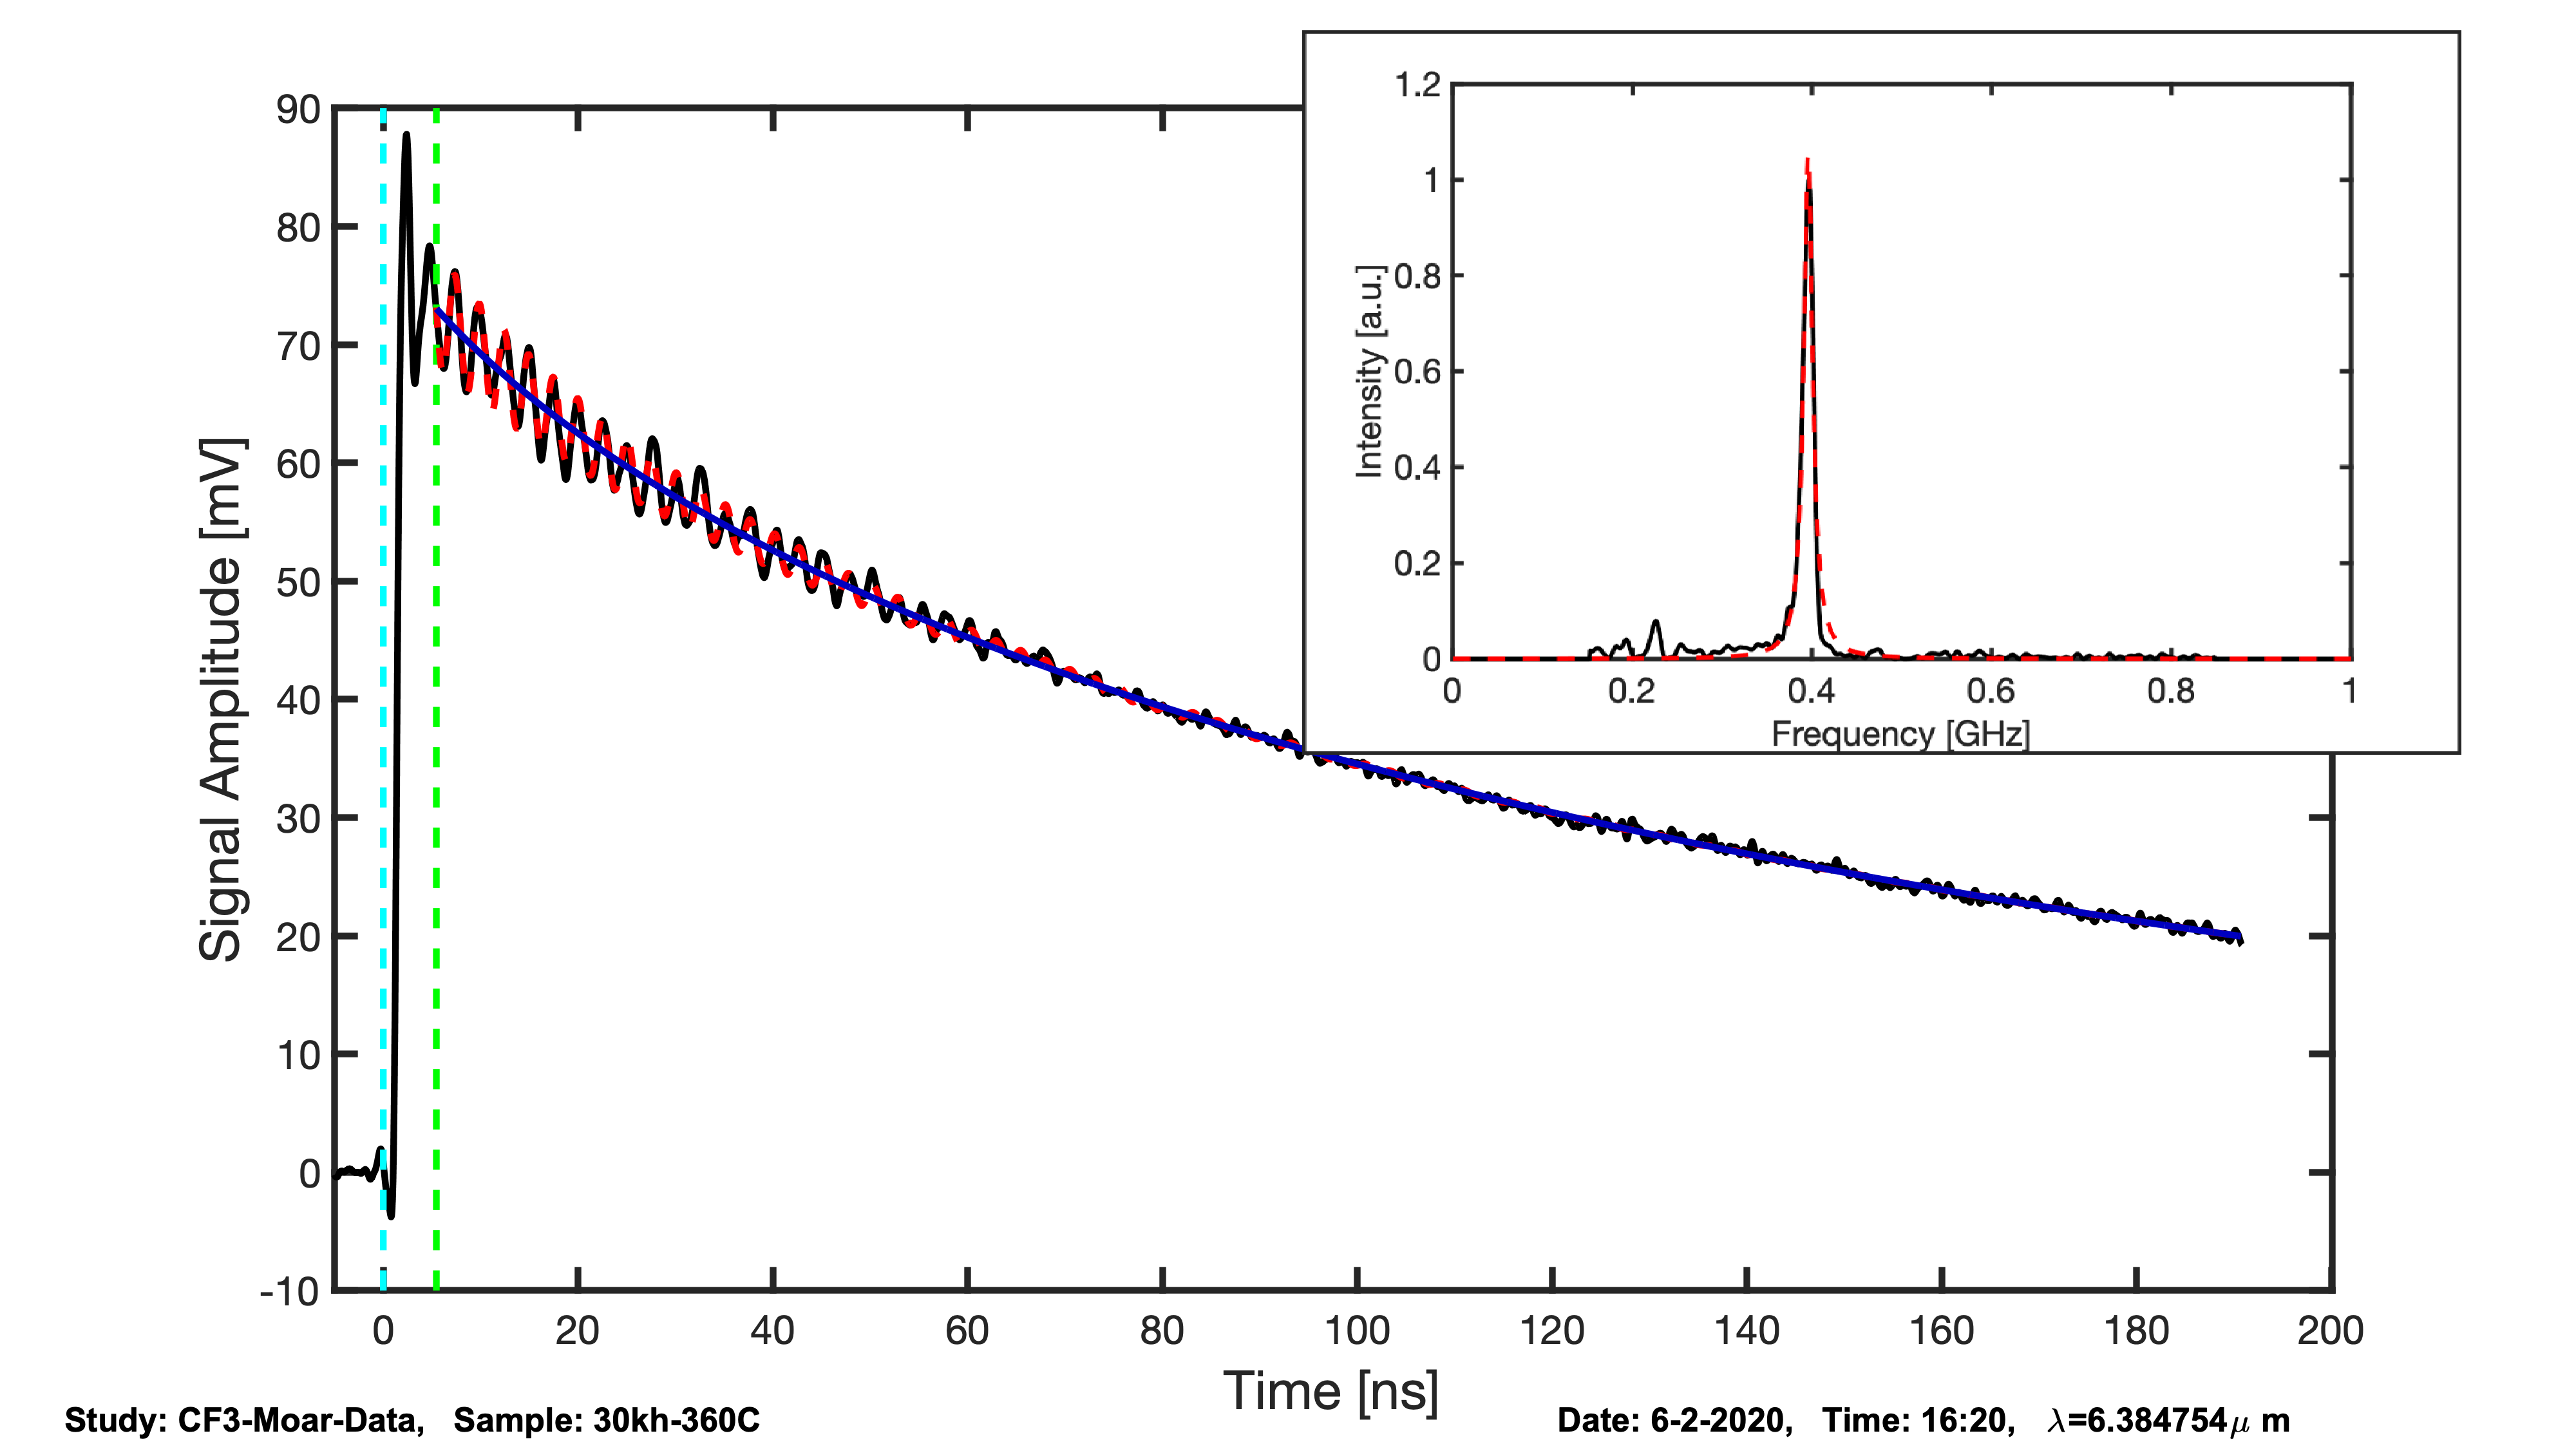 1.2
1
0.8
0.6
0.4
0.2
0
Intensity [a.u.]
0 0.2 0.4 0.6 0.8 1
Frequency [GHz]
90
80
70
60
50
40
30
20
10
0
-10
Signal Amplitude [mV]
0 20 40 60 80 100 120 140 160 180 200
Time [ns]
Study: CF3-Moar-Data, Sample: 30kh-360C
Date: 6-2-2020, Time: 16:20, λ=6.384754μ m